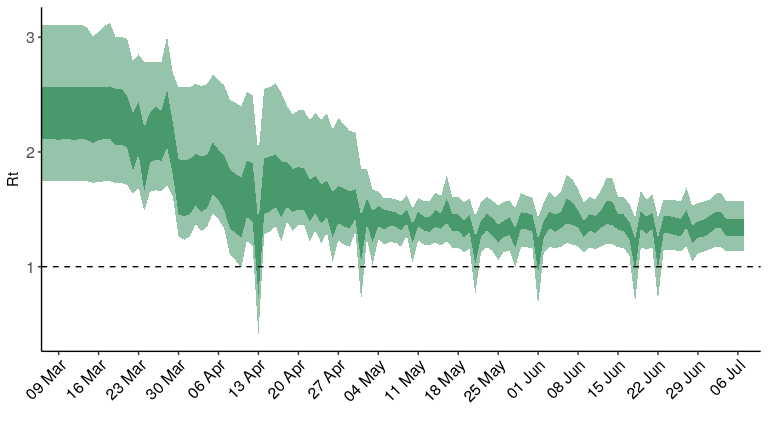 3
2
1
Rt
09 Mar
16 Mar
23 Mar
30 Mar
06 Apr
13 Apr
20 Apr
27 Apr
04 May
11 May
18 May
25 May
01 Jun
08 Jun
15 Jun
22 Jun
29 Jun
06 Jul